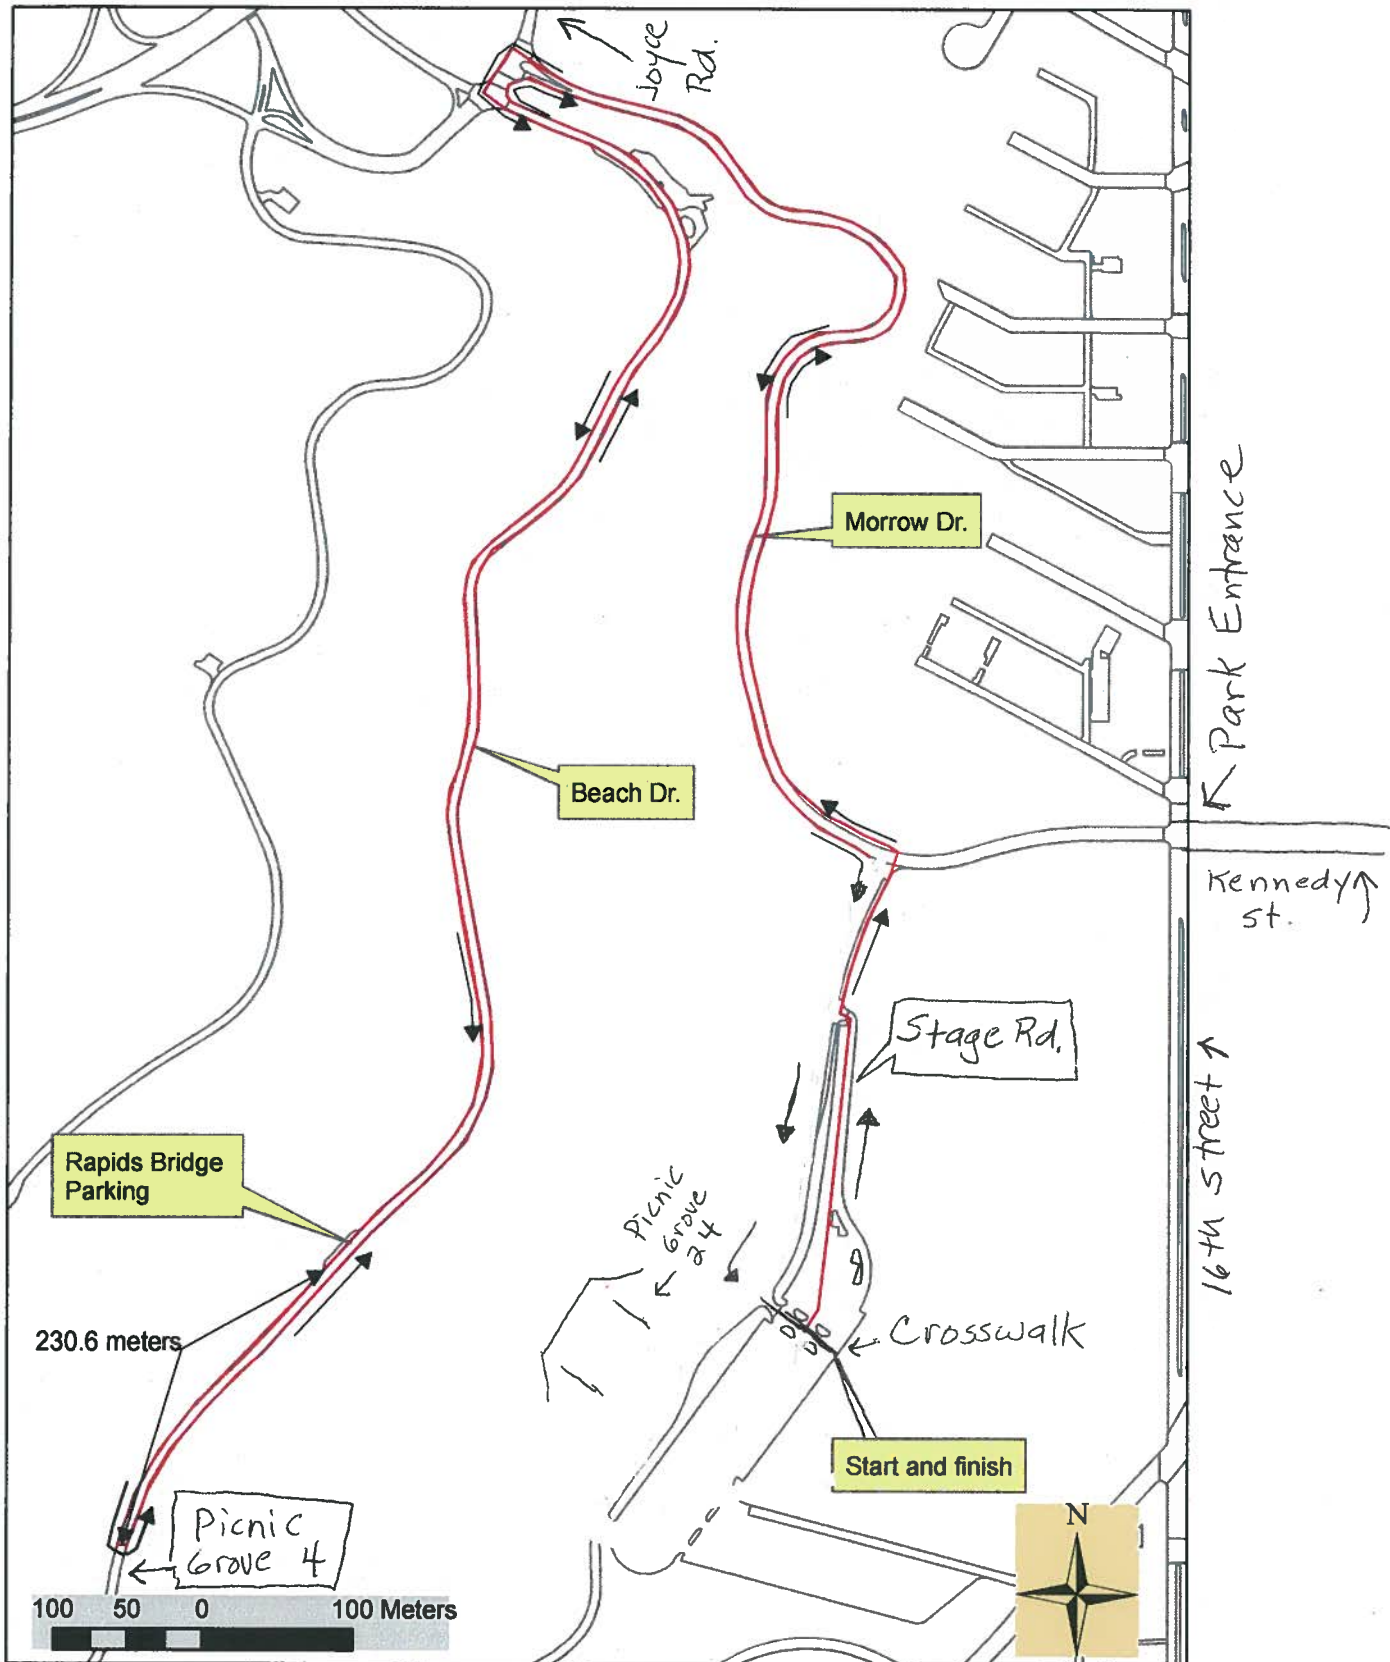 Joyce
Rd.
Morrow Dr.
Park Entrance
Beach Dr.
Kennedy
St.
Stage Rd.
16th Street
Rapids Bridge
Parking
Picnic
Grove
24
230.6 meters
Crosswalk
Start and finish
Picnic
Grove 4
N
100 50 0 100 Meters